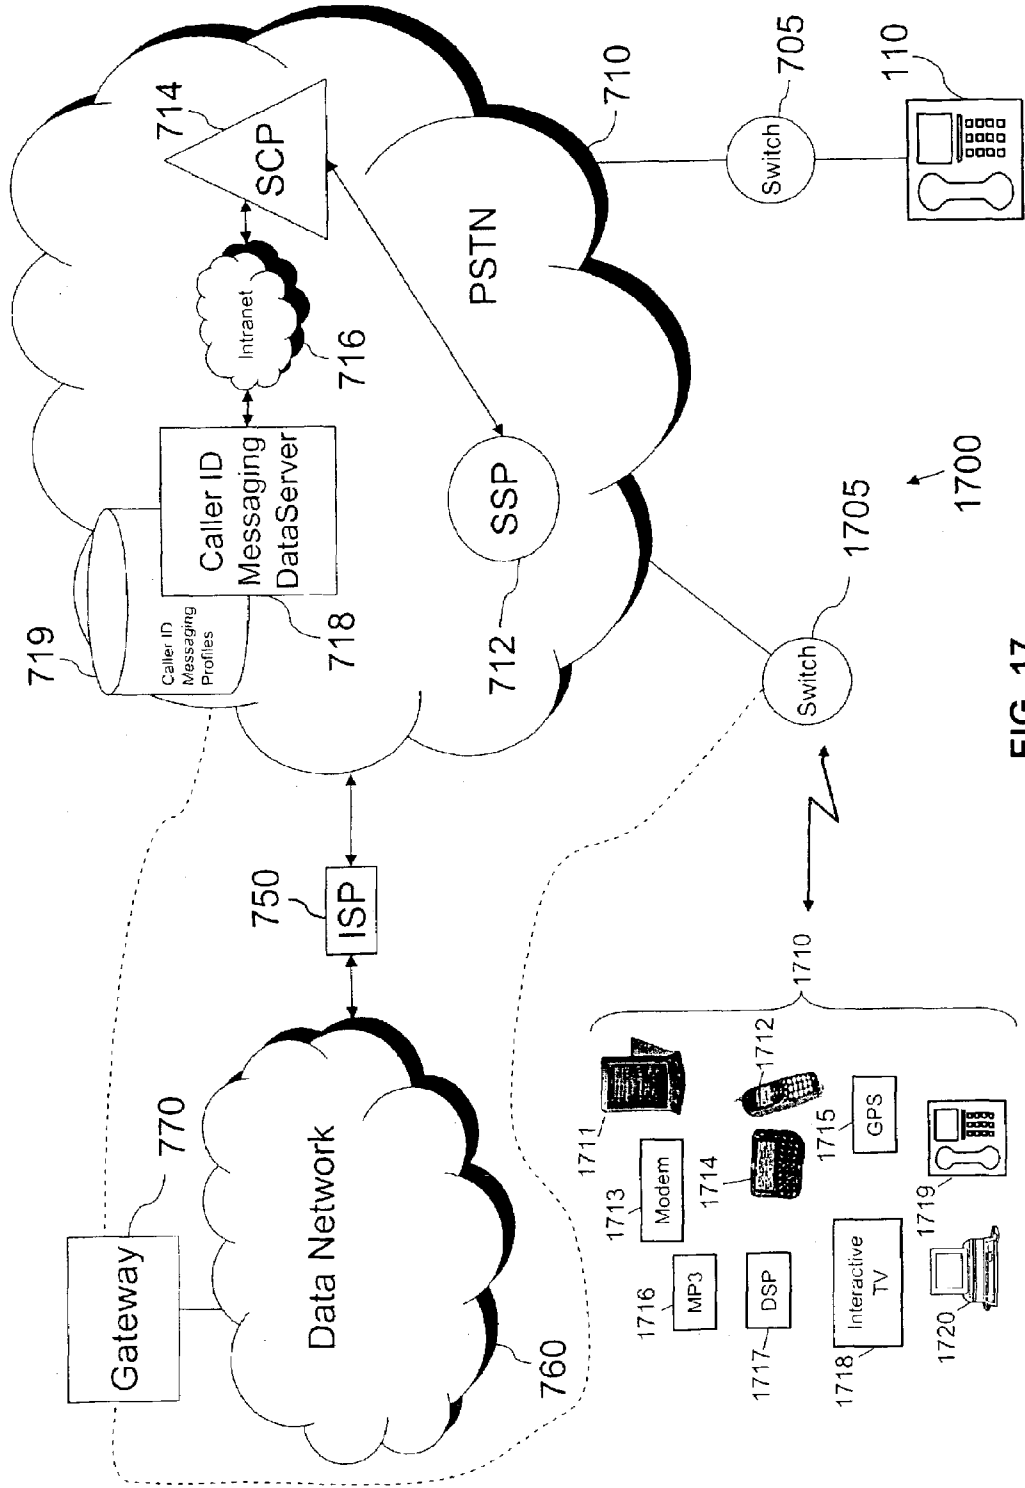 Gateway
770
Data Network
760
750
ISP
719
Caller ID
Messaging
Profiles
Caller ID
Messaging
DataServer
718
Intranet
716
714
SCP
SSP
712
PSTN
710
Switch
705
110
Switch
1705
1700
1710
1711
1712
1713
Modem
1714
1715
GPS
1716
MP3
1717
DSP
1718
Interactive
TV
1719
1720
FIG. 17